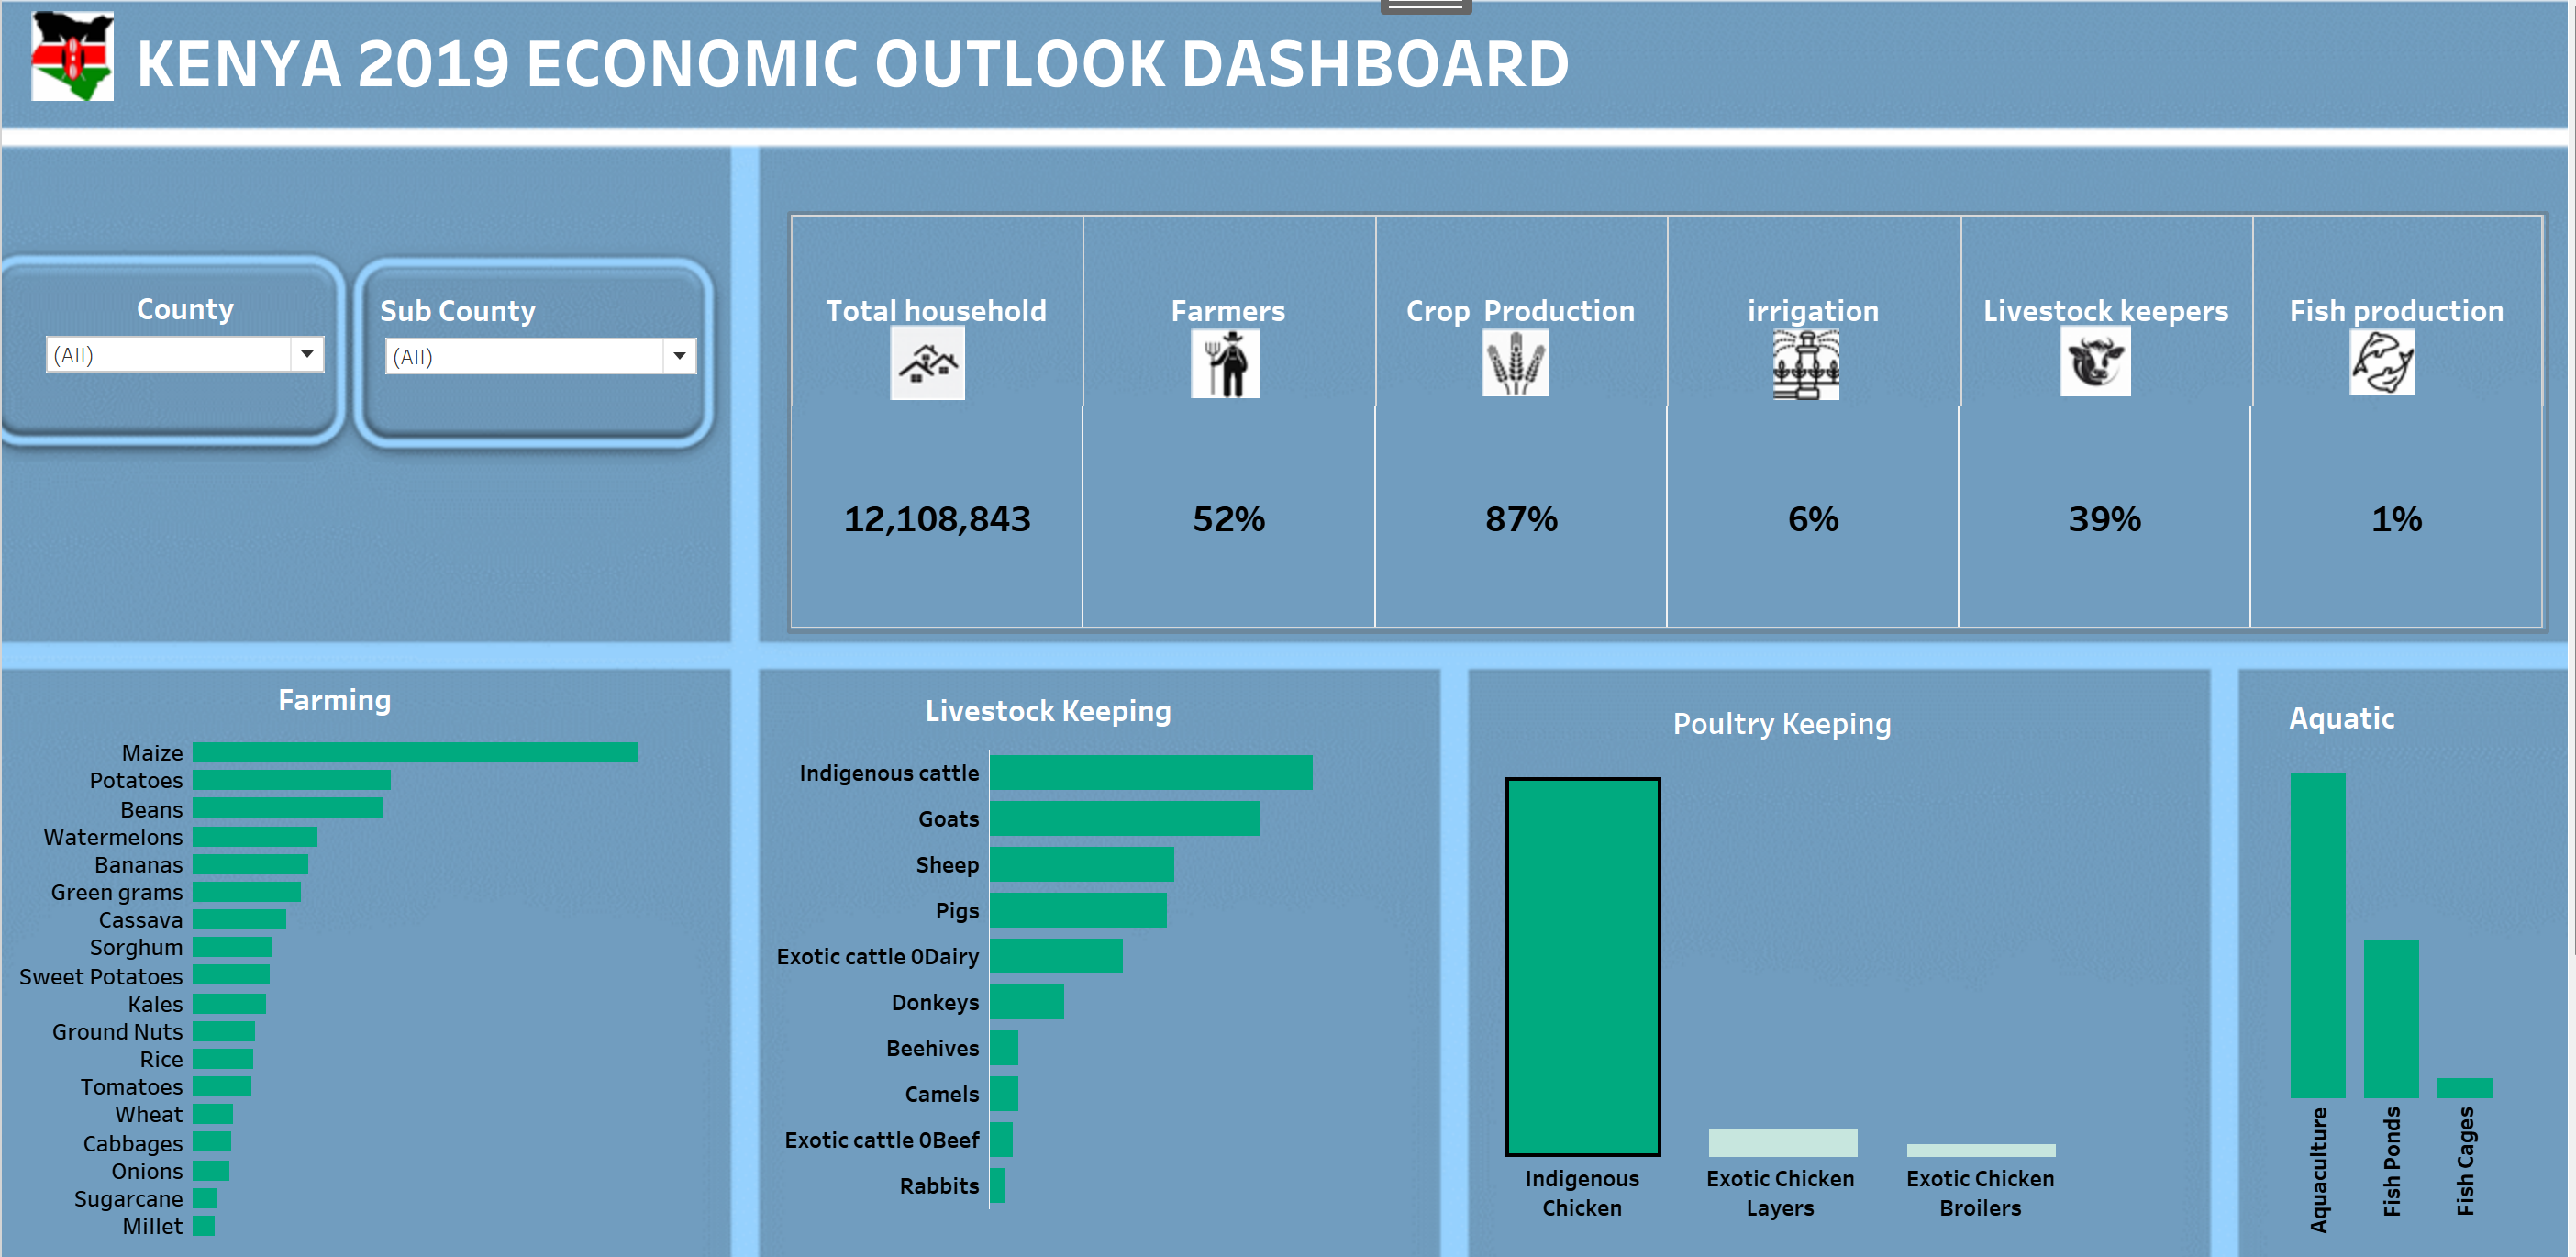 KENYA 2019 ECONOMIC OUTLOOK DASHBOARD
County
(All)
Sub County
(All)
Total household
Farmers
Crop Production
irrigation
Livestock keepers
Fish production
12,108,843
52%
87%
6%
39%
1%
Farming
Maize
Potatoes
Beans
Watermelons
Bananas
Green grams
Cassava
Sorghum
Sweet Potatoes
Kales
Ground Nuts
Rice
Tomatoes
Wheat
Cabbages
Onions
Sugarcane
Millet
Livestock Keeping
Indigenous cattle
Goats
Sheep
Pigs
Exotic cattle 0Dairy
Donkeys
Beehives
Camels
Exotic cattle 0Beef
Rabbits
Poultry Keeping
Indigenous
Chicken
Exotic Chicken
Layers
Exotic Chicken
Broilers
Aquatic
Aquaculture
Fish Ponds
Fish Cages